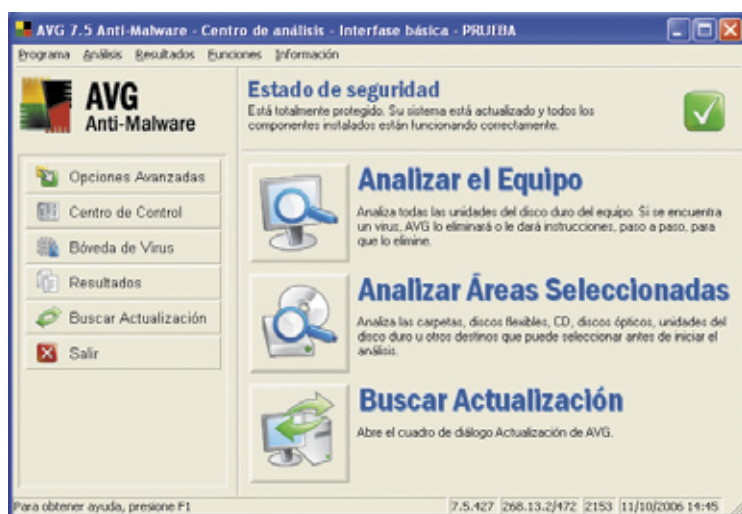 AVG 7.5 Anti-Malware - Centro de análisis - Interfase básica - PRUEBA
Programa Análisis Resultados Funciones Información
AVG
Anti-Malware
Estado de seguridad
Está totalmente protegido. Su sistema está actualizado y todos los
componentes instalados están funcionando correctamente.
Opciones Avanzadas
Centro de Control
Bóveda de Virus
Resultados
Buscar Actualización
Salir
Analizar el Equipo
Analiza todas las unidades del disco duro del equipo. Si se encuentra
un virus, AVG lo eliminará o le dará instrucciones, paso a paso, para
que lo elimine.
Analizar Áreas Seleccionadas
Analiza las carpetas, discos flexibles, CD, discos ópticos, unidades del
disco duro u otros destinos que puede seleccionar antes de iniciar el
análisis.
Buscar Actualización
Abre el cuadro de diálogo Actualización de AVG.
Para obtener ayuda, presione F1
7.5.427 268.13.2/472 2153 11/10/2006 14:45